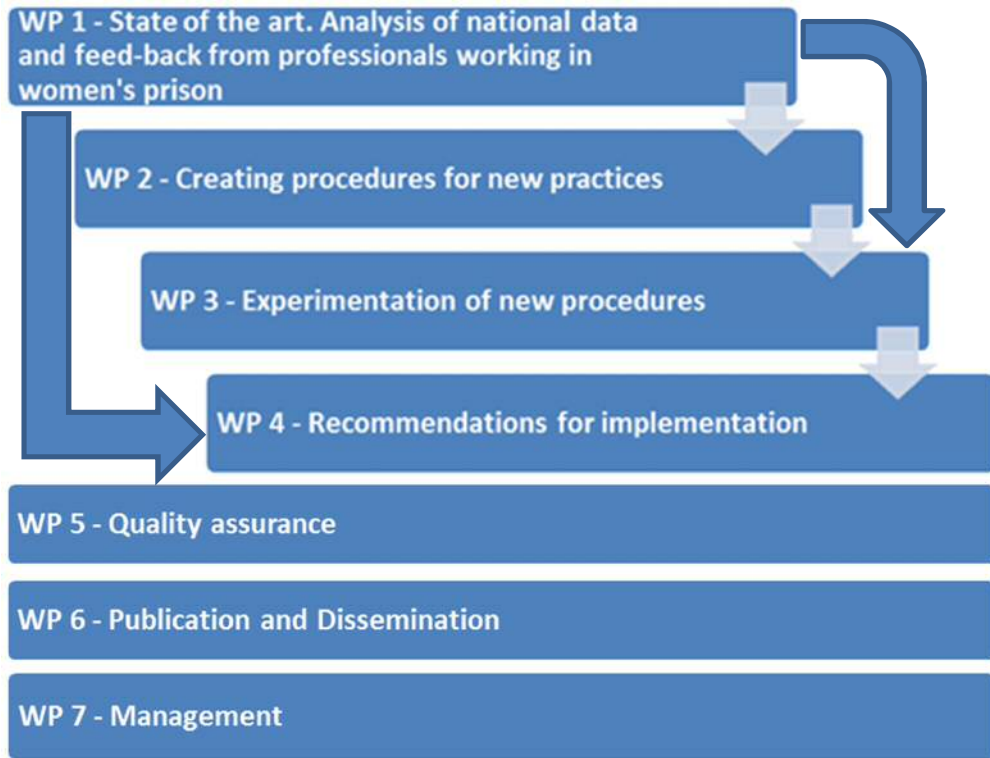 WP 1 - State of the art. Analysis of national data
and feed-back from professionals working in
women's prison
WP 2 - Creating procedures for new practices
WP 3 - Experimentation of new procedures
WP 4 - Recommendations for implementation
WP 5 - Quality assurance
WP 6 - Publication and Dissemination
WP 7 - Management